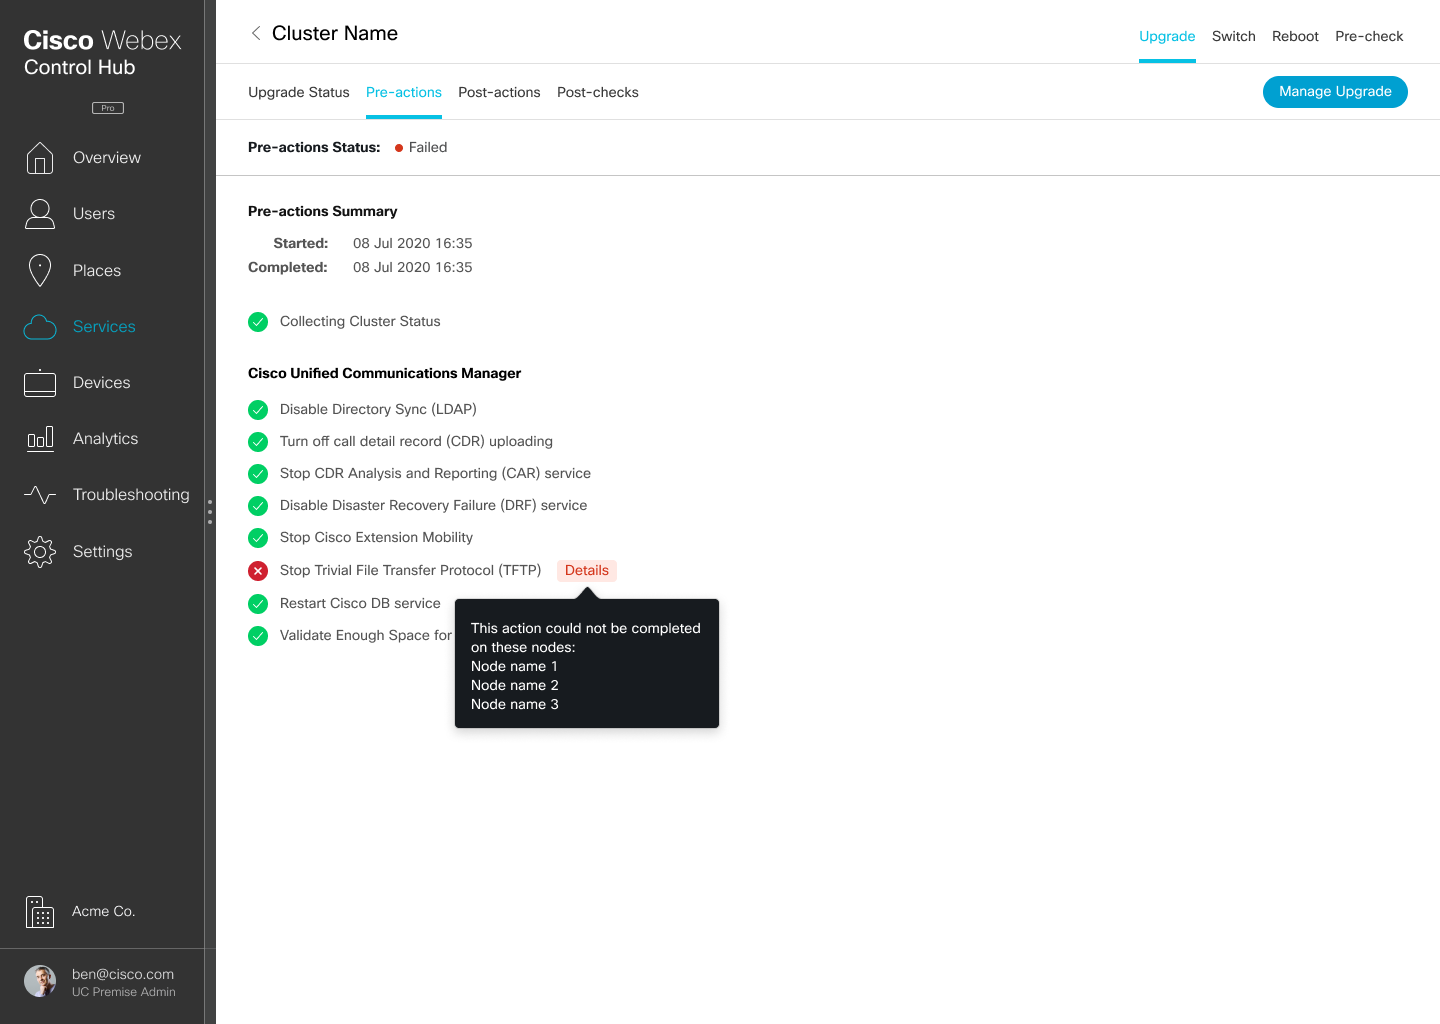 Cisco Webex
Control Hub
Pro
Overview
Users
Places
Services
Devices
Analytics
Troubleshooting
Settings
Acme Co.
ben@cisco.com
UC Premise Admin
Cluster Name
Upgrade Switch Reboot Pre-check
Upgrade Status Pre-actions Post-actions Post-checks
Manage Upgrade
Pre-actions Status: Failed
Pre-actions Summary
Started: 08 Jul 2020 16:35
Completed: 08 Jul 2020 16:35
Collecting Cluster Status
Cisco Unified Communications Manager
Disable Directory Sync (LDAP)
Turn off call detail record (CDR) uploading
Stop CDR Analysis and Reporting (CAR) service
Disable Disaster Recovery Failure (DRF) service
Stop Cisco Extension Mobility
Stop Trivial File Transfer Protocol (TFTP) Details
Restart Cisco DB service
Validate Enough Space for
This action could not be completed
on these nodes:
Node name 1
Node name 2
Node name 3